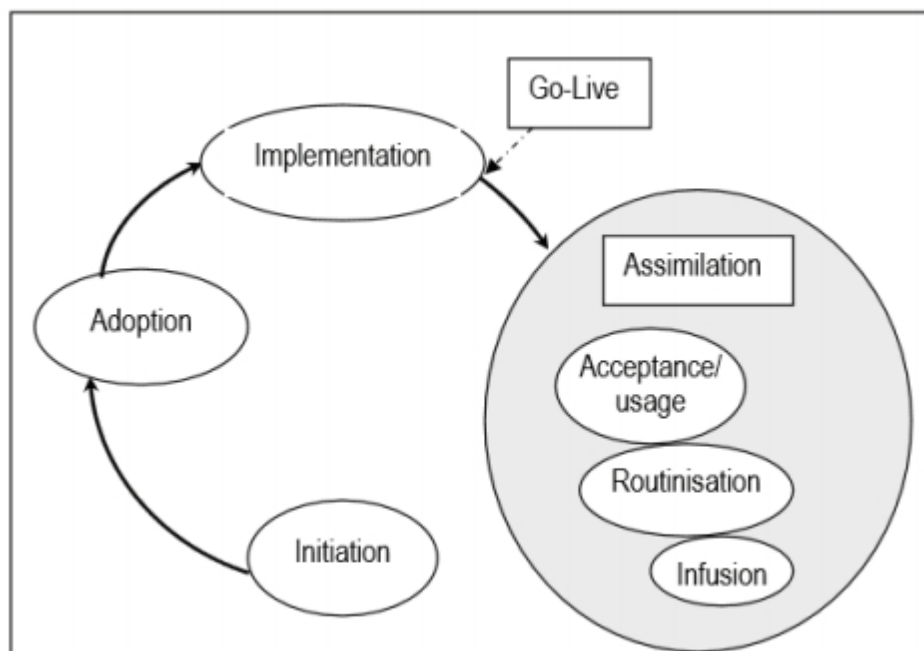 Go-Live
Implementation
Assimilation
Adoption
Acceptance/
usage
Routinisation
Initiation
Infusion